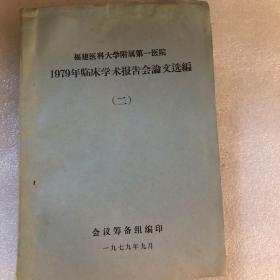 福建医科大学附属第一医院
1979年临床学术报告会論文选編
(二)
会议筹备组编印
一九七九年九月